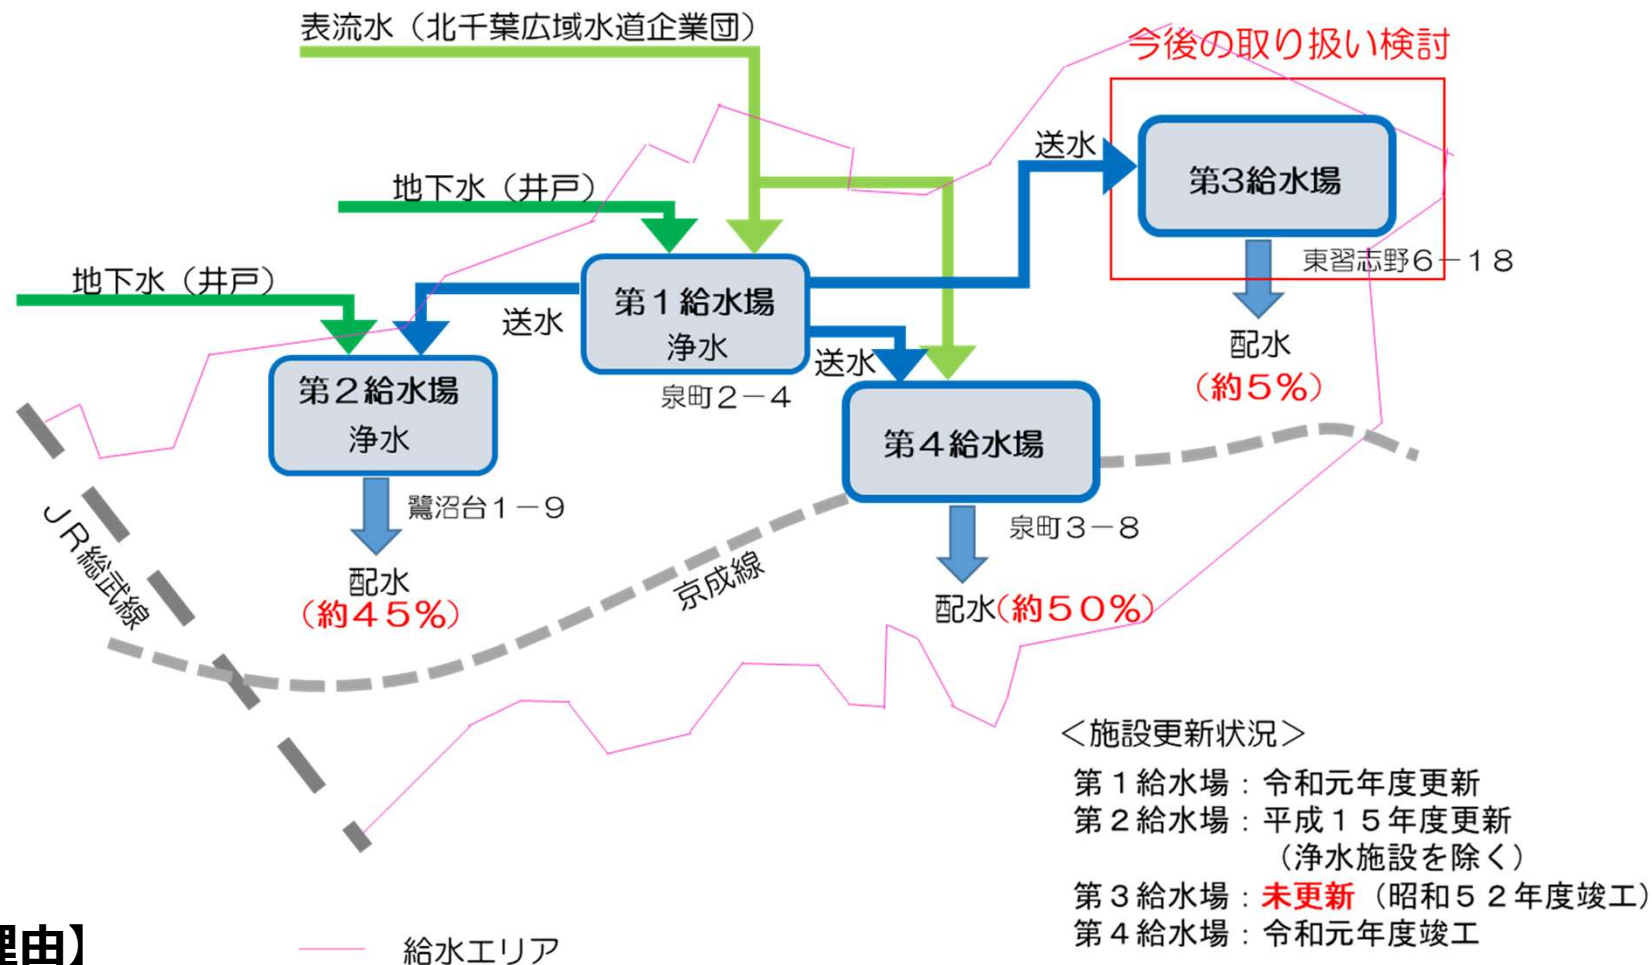 表流水（北千葉広域水道企業団）
今後の取り扱い検討
送水
第３給水場
地下水（井戸）
東習志野６－１８
地下水（井戸）
第１給水場
浄水
送水
送水
配水
（約５％）
第２給水場
浄水
泉町２－４
第４給水場
鷺沼台１－９
泉町３－８
ＪＲ総武線
京成線
配水
（約４５％）
配水（約５０％）
＜施設更新状況＞
第１給水場：令和元年度更新
第２給水場：平成１５年度更新
（浄水施設を除く）
第３給水場：未更新（昭和５２年度竣工）
第４給水場：令和元年度竣工
理由】
給水エリア